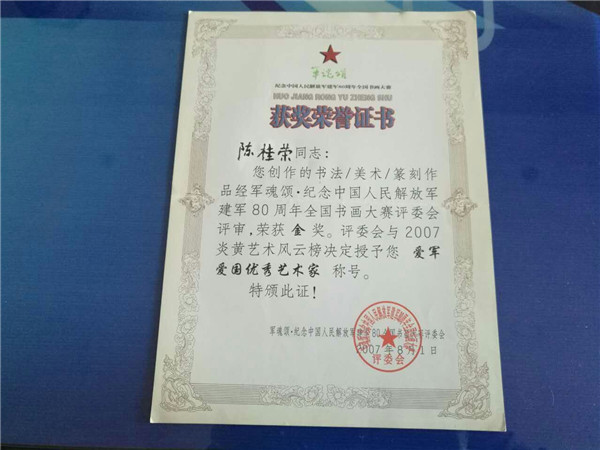 军魂颂
纪念中国人民解放军建军80周年全国书画大赛
HUO JIANG RONG YU ZHENG SHU
获奖荣誉证书
陈桂荣同志:
您创作的书法/美术/篆刻作
品经军魂颂·纪念中国人民解放军
建军80周年全国书画大赛评委会
评审,荣获 金 奖。评委会与2007
炎黄艺术风云榜决定授予您 爱军
爱国优秀艺术家 称号。
特颁此证!
军魂颂·纪念中国人民解放军建军80周年书画大赛评委会
2007年8月1日
评委会